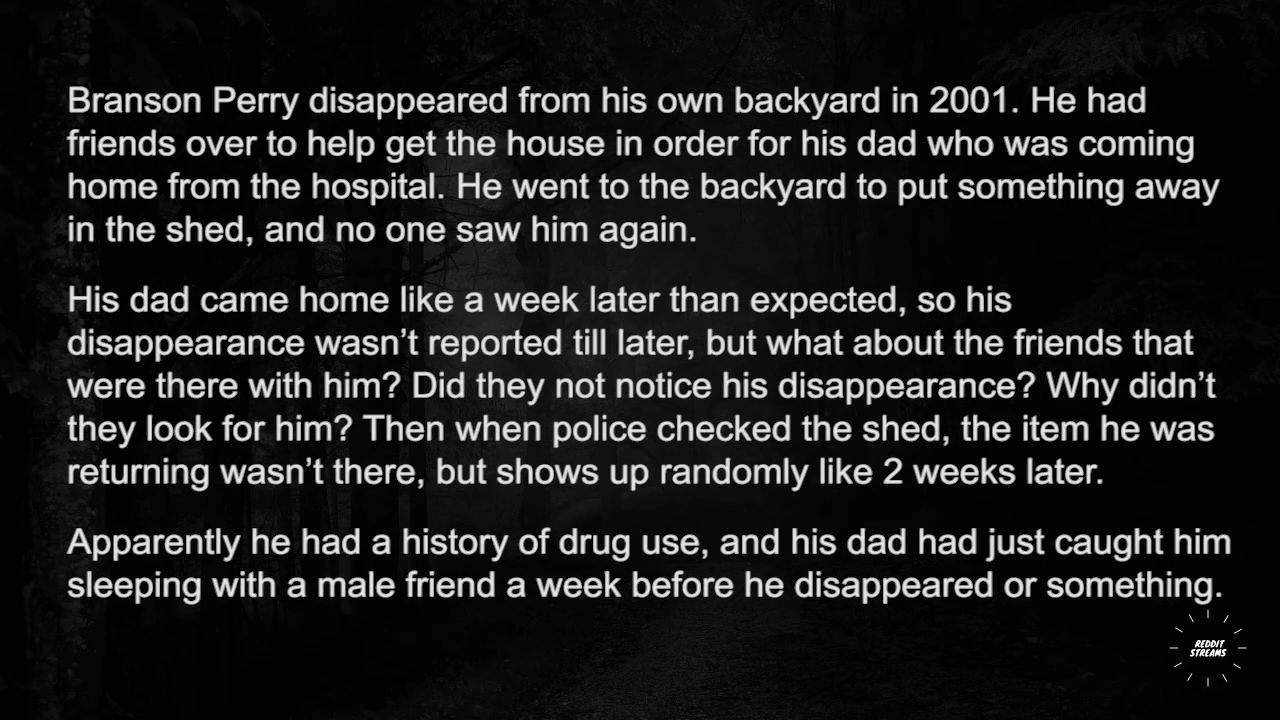 Branson Perry disappeared from his own backyard in 2001. He had
friends over to help get the house in order for his dad who was coming
home from the hospital. He went to the backyard to put something away
in the shed, and no one saw him again.
His dad came home like a week later than expected, so his
disappearance wasn’t reported till later, but what about the friends that
were there with him? Did they not notice his disappearance? Why didn’t
they look for him? Then when police checked the shed, the item he was
returning wasn’t there, but shows up randomly like 2 weeks later.
Apparently he had a history of drug use, and his dad had just caught him
sleeping with a male friend a week before he disappeared or something.
REDDIT
STREAMS